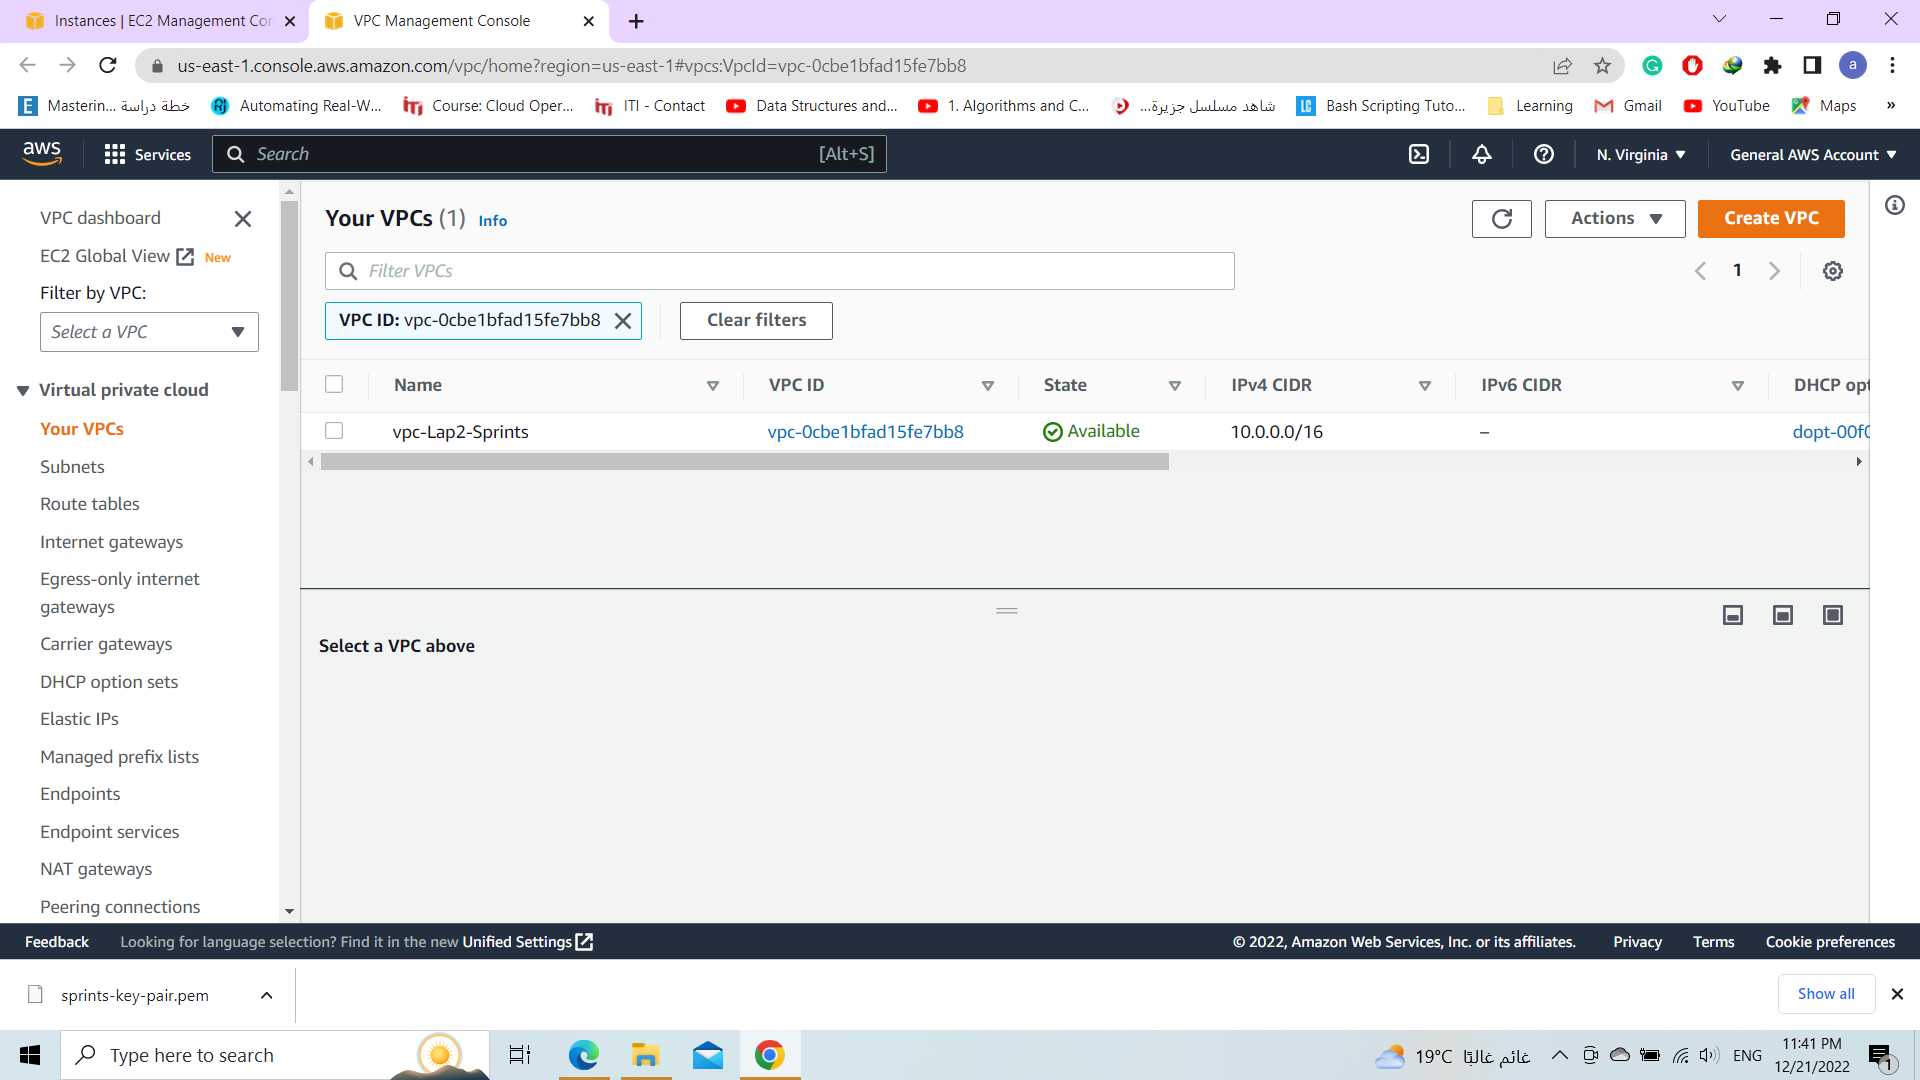 Instances | EC2 Management Con
VPC Management Console
us-east-1.console.aws.amazon.com/vpc/home?region=us-east-1#vpcs:VpcId=vpc-0cbe1bfad15fe7bb8
a
E Masterin... خطة دراسة
Automating Real-W...
iTi Course: Cloud Oper...
iTi ITI - Contact
Data Structures and...
1. Algorithms and C...
شاهد مسلسل جزيرة...
LC Bash Scripting Tuto...
Learning
Gmail
YouTube
Maps
»
aws
Services
Search
[Alt+S]
N. Virginia
General AWS Account
VPC dashboard
EC2 Global View New
Filter by VPC:
Select a VPC
Virtual private cloud
Your VPCs
Subnets
Route tables
Internet gateways
Egress-only internet
gateways
Carrier gateways
DHCP option sets
Elastic IPs
Managed prefix lists
Endpoints
Endpoint services
NAT gateways
Peering connections
Your VPCs (1) Info
Actions
Create VPC
Filter VPCs
1
VPC ID: vpc-0cbe1bfad15fe7bb8
Clear filters
Name VPC ID State IPv4 CIDR IPv6 CIDR DHCP opt
vpc-Lap2-Sprints vpc-0cbe1bfad15fe7bb8 Available 10.0.0.0/16 – dopt-00f0
Select a VPC above
Feedback Looking for language selection? Find it in the new Unified Settings
© 2022, Amazon Web Services, Inc. or its affiliates. Privacy Terms Cookie preferences
sprints-key-pair.pem
Show all
Type here to search
19°C غائم غالبًا
ENG
11:41 PM
12/21/2022
1